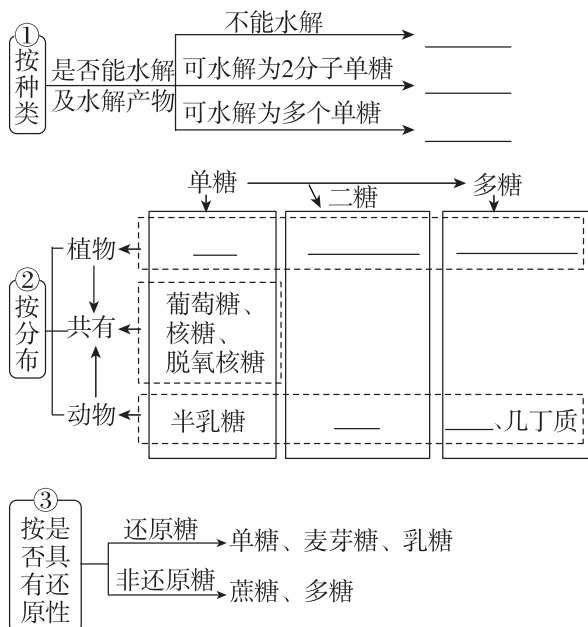 ①按种类
是否能水解
及水解产物
不能水解
可水解为2分子单糖
可水解为多个单糖
单糖
二糖
多糖
②按分布
植物
共有
葡萄糖、
核糖、
脱氧核糖
动物
半乳糖
、几丁质
③按是否具有还原性
还原糖
单糖、麦芽糖、乳糖
非还原糖
蔗糖、多糖